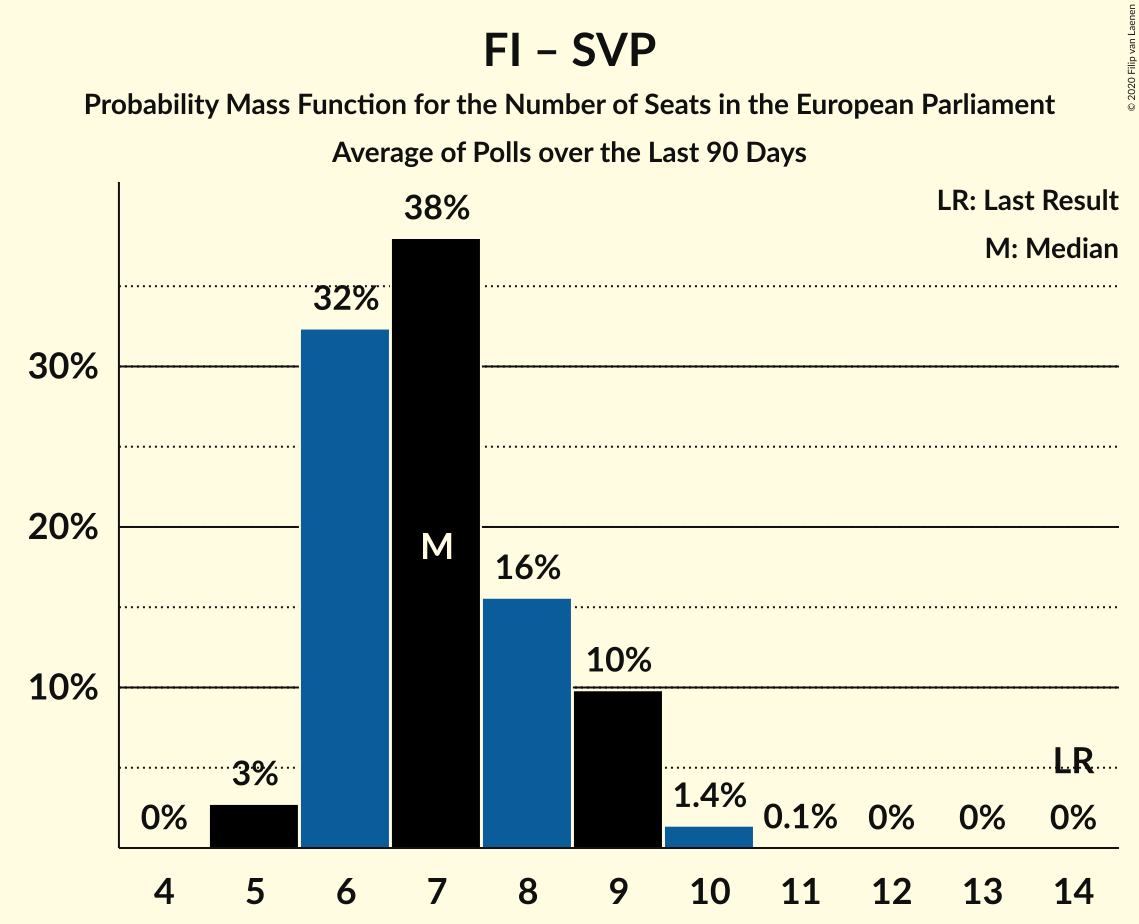 FI – SVP
Probability Mass Function for the Number of Seats in the European Parliament
Average of Polls over the Last 90 Days
© 2020 Filip van Laenen
LR: Last Result
M: Median
38%
32%
30%
M
20%
16%
10%
10%
LR
3%
1.4%
0%
0.1%
0%
0%
0%
4 5 6 7 8 9 10 11 12 13 14